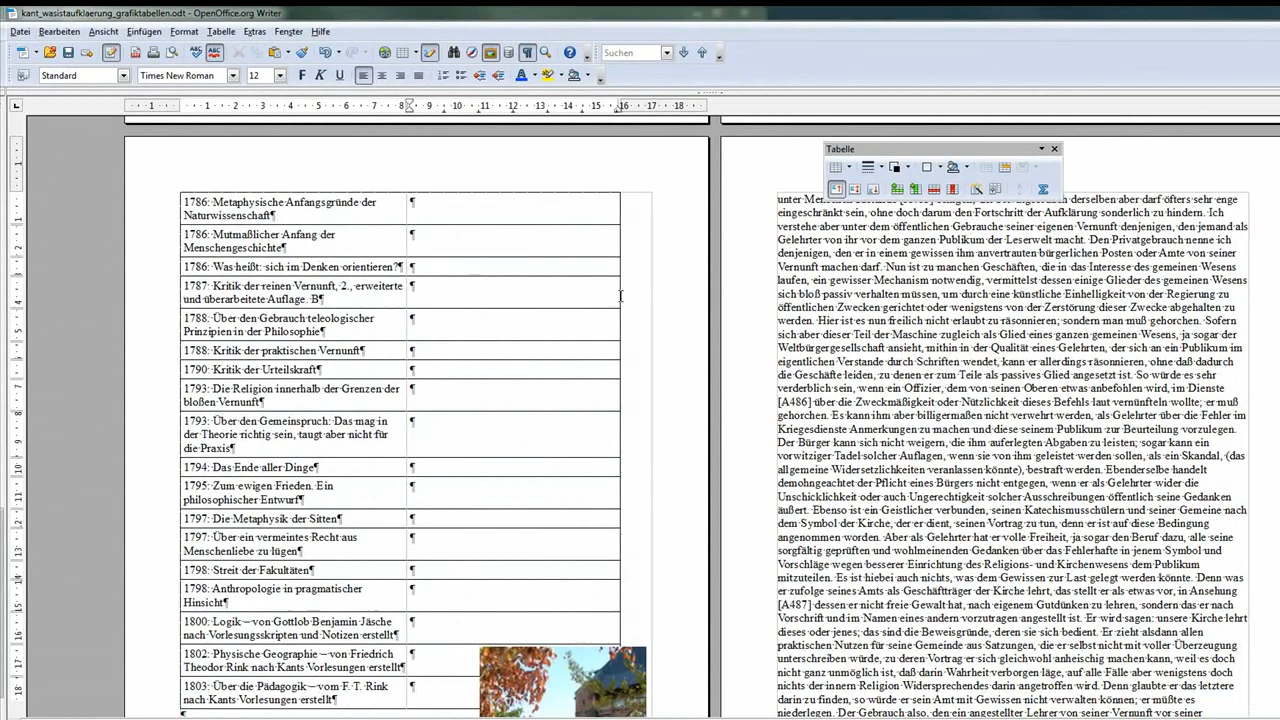 kant_wasistaufklaerung_grafiktabellen.odt - OpenOffice.org Writer
Datei Bearbeiten Ansicht Einfügen Format Tabelle Extras Fenster Hilfe
Suchen
Standard Times New Roman 12
1 1 2 3 4 5 6 7 8 9 10 11 12 13 14 15 16 17 18
Tabelle
1786: Metaphysische Anfangsgründe der
Naturwissenschaft¶ ¶
1786: Mutmaßlicher Anfang der
Menschengeschichte¶ ¶
1786: Was heißt: sich im Denken orientieren?¶ ¶
1787: Kritik der reinen Vernunft, 2., erweiterte
und überarbeitete Auflage. B¶ ¶
1788: Über den Gebrauch teleologischer
Prinzipien in der Philosophie¶ ¶
1788: Kritik der praktischen Vernunft¶ ¶
1790: Kritik der Urteilskraft¶ ¶
1793: Die Religion innerhalb der Grenzen der
bloßen Vernunft¶ ¶
1793: Über den Gemeinspruch: Das mag in
der Theorie richtig sein, taugt aber nicht für
die Praxis¶ ¶
1794: Das Ende aller Dinge¶ ¶
1795: Zum ewigen Frieden. Ein
philosophischer Entwurf¶ ¶
1797: Die Metaphysik der Sitten¶ ¶
1797: Über ein vermeintes Recht aus
Menschenliebe zu lügen¶ ¶
1798: Streit der Fakultäten¶ ¶
1798: Anthropologie in pragmatischer
Hinsicht¶ ¶
1800: Logik – von Gottlob Benjamin Jäsche
nach Vorlesungsskripten und Notizen erstellt¶ ¶
1802: Physische Geographie – von Friedrich
Theodor Rink nach Kants Vorlesungen erstellt¶ ¶
1803: Über die Pädagogik – vom F. T. Rink
nach Kants Vorlesungen erstellt¶ ¶
¶
derselben aber darf öfters sehr enge
eingeschränkt sein, ohne doch darum den Fortschritt der Aufklärung sonderlich zu hindern. Ich
verstehe aber unter dem öffentlichen Gebrauche seiner eigenen Vernunft denjenigen, den jemand als
Gelehrter von ihr vor dem ganzen Publikum der Leserwelt macht. Den Privatgebrauch nenne ich
denjenigen, den er in einem gewissen ihm anvertrauten bürgerlichen Posten oder Amte von seiner
Vernunft machen darf. Nun ist zu manchen Geschäften, die in das Interesse des gemeinen Wesens
laufen, ein gewisser Mechanism notwendig, vermittelst dessen einige Glieder des gemeinen Wesens
sich bloß passiv verhalten müssen, um durch eine künstliche Einhelligkeit von der Regierung zu
öffentlichen Zwecken gerichtet oder wenigstens von der Zerstörung dieser Zwecke abgehalten zu
werden. Hier ist es nun freilich nicht erlaubt zu räsonnieren; sondern man muß gehorchen. Sofern
sich aber dieser Teil der Maschine zugleich als Glied eines ganzen gemeinen Wesens, ja sogar der
Weltbürgergesellschaft ansieht, mithin in der Qualität eines Gelehrten, der sich an ein Publikum im
eigentlichen Verstande durch Schriften wendet, kann er allerdings räsonnieren, ohne daß dadurch
die Geschäfte leiden, zu denen er zum Teile als passives Glied angesetzt ist. So würde es sehr
verderblich sein, wenn ein Offizier, dem von seinen Oberen etwas anbefohlen wird, im Dienste
[A486] über die Zweckmäßigkeit oder Nützlichkeit dieses Befehls laut vernünfteln wollte; er muß
gehorchen. Es kann ihm aber billigermaßen nicht verwehrt werden, als Gelehrter über die Fehler im
Kriegesdienste Anmerkungen zu machen und diese seinem Publikum zur Beurteilung vorzulegen.
Der Bürger kann sich nicht weigern, die ihm auferlegten Abgaben zu leisten; sogar kann ein
vorwitziger Tadel solcher Auflagen, wenn sie von ihm geleistet werden sollen, als ein Skandal, (das
allgemeine Widersetzlichkeiten veranlassen könnte), bestraft werden. Ebenderselbe handelt
demohngeachtet der Pflicht eines Bürgers nicht entgegen, wenn er als Gelehrter wider die
Unschicklichkeit oder auch Ungerechtigkeit solcher Ausschreibungen öffentlich seine Gedanken
äußert. Ebenso ist ein Geistlicher verbunden, seinen Katechismusschülern und seiner Gemeine nach
dem Symbol der Kirche, der er dient, seinen Vortrag zu tun, denn er ist auf diese Bedingung
angenommen worden. Aber als Gelehrter hat er volle Freiheit, ja sogar den Beruf dazu, alle seine
sorgfältig geprüften und wohlmeinenden Gedanken über das Fehlerhafte in jenem Symbol und
Vorschläge wegen besserer Einrichtung des Religions- und Kirchenwesens dem Publikum
mitzuteilen. Es ist hiebei auch nichts, was dem Gewissen zur Last gelegt werden könnte. Denn was
er zufolge seines Amts als Geschäftträger der Kirche lehrt, das stellt er als etwas vor, in Ansehung
[A487] dessen er nicht freie Gewalt hat, nach eigenem Gutdünken zu lehren, sondern das er nach
Vorschrift und im Namen eines andern vorzutragen angestellt ist. Er wird sagen: unsere Kirche lehrt
dieses oder jenes; das sind die Beweisgründe, deren sie sich bedient. Er zieht alsdann allen
praktischen Nutzen für seine Gemeinde aus Satzungen, die er selbst nicht mit voller Überzeugung
unterschreiben würde, zu deren Vortrag er sich gleichwohl anheischig machen kann, weil es doch
nicht ganz unmöglich ist, daß darin Wahrheit verborgen läge, auf alle Fälle aber wenigstens doch
nichts der innern Religion Widersprechendes darin angetroffen wird. Denn glaubte er das letztere
darin zu finden, so würde er sein Amt mit Gewissen nicht verwalten können; er müßte es
niederlegen. Der Gebrauch also, den ein angestellter Lehrer von seiner Vernunft vor seiner